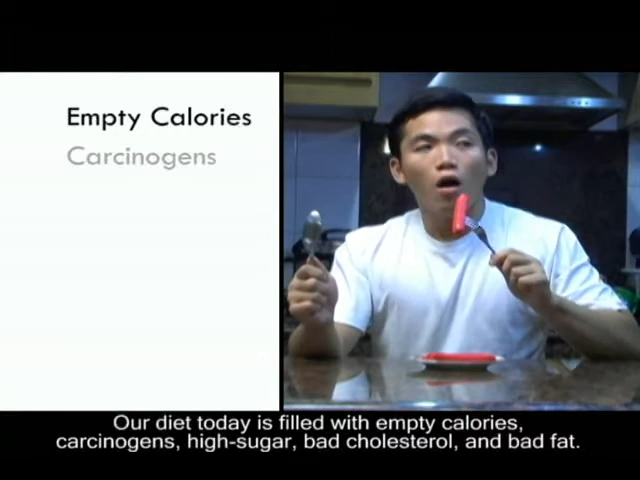 Empty Calories
Carcinogens
Our diet today is filled with empty calories,
carcinogens, high-sugar, bad cholesterol, and bad fat.